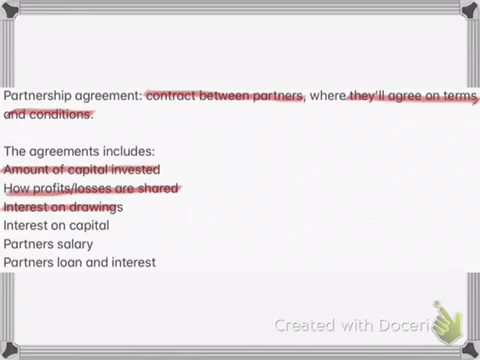 Partnership agreement: contract between partners, where they'll agree on terms
and conditions.
The agreements includes:
Amount of capital invested
How profits/losses are shared
Interest on drawings
Interest on capital
Partners salary
Partners loan and interest
Created with Doceri